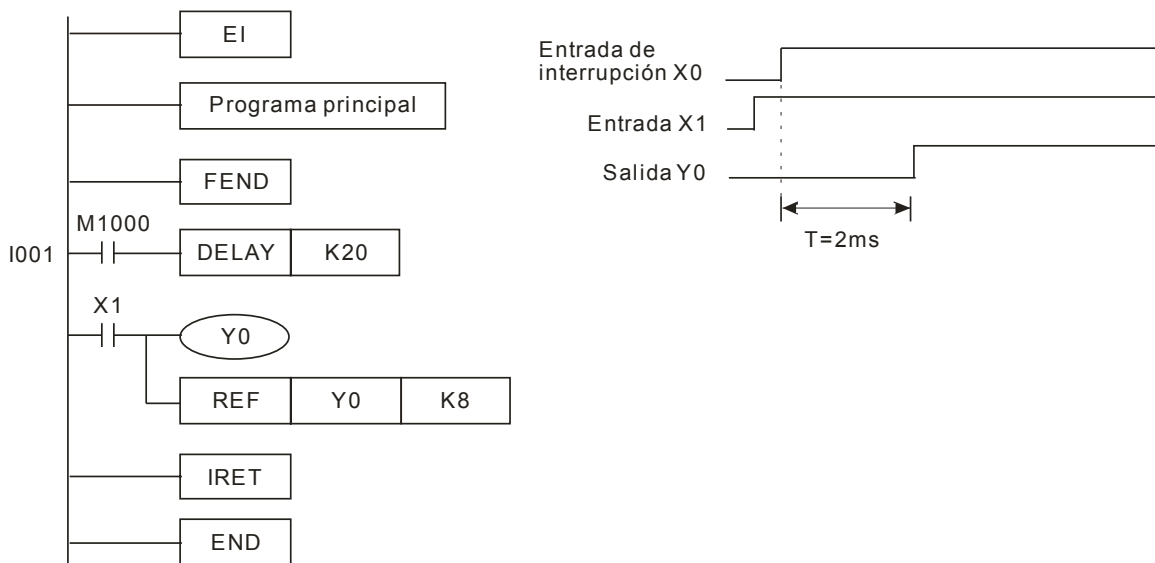 EI
Programa principal
FEND
M1000
I001
DELAY K20
X1
Y0
REF Y0 K8
IRET
END
Entrada de
interrupción X0
Entrada X1
Salida Y0
T=2ms